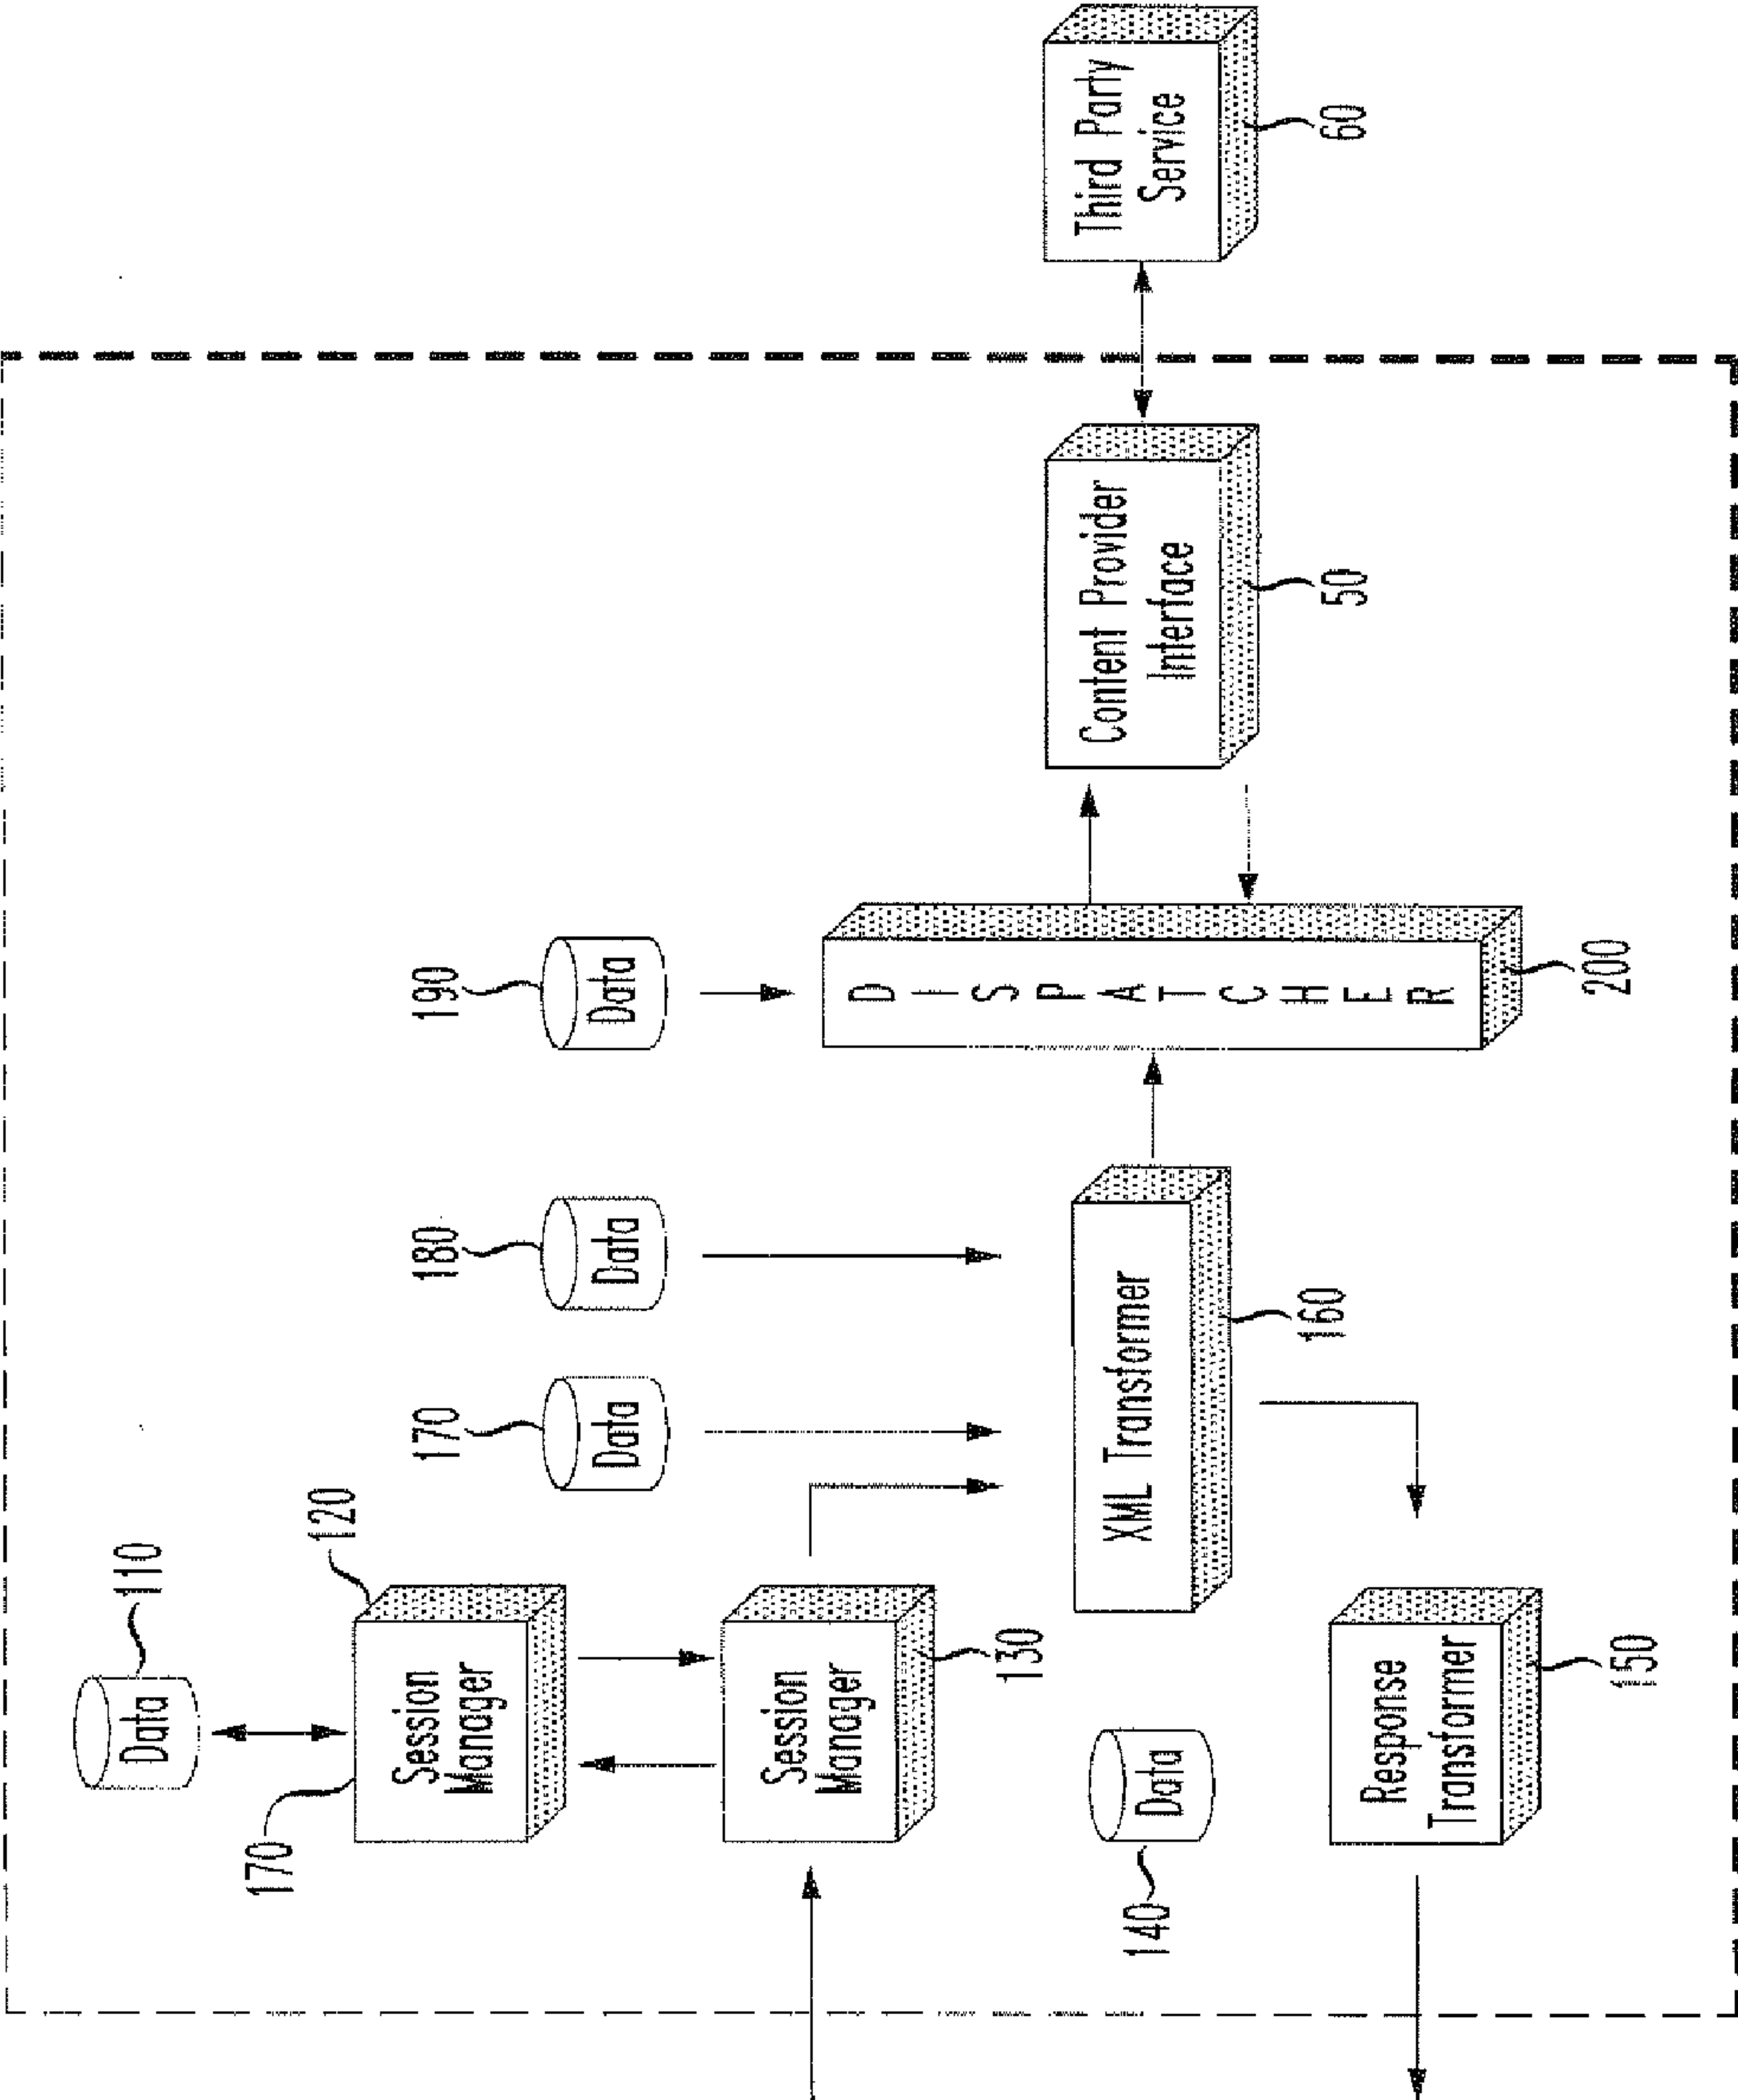 110
Data
120
170
Session
Manager
Session
Manager
130
170
Data
180
Data
190
Data
140
Data
XML Transformer
160
Response
Transformer
150
DISPATCHER
200
Content Provider
Interface
50
Third Party
Service
60